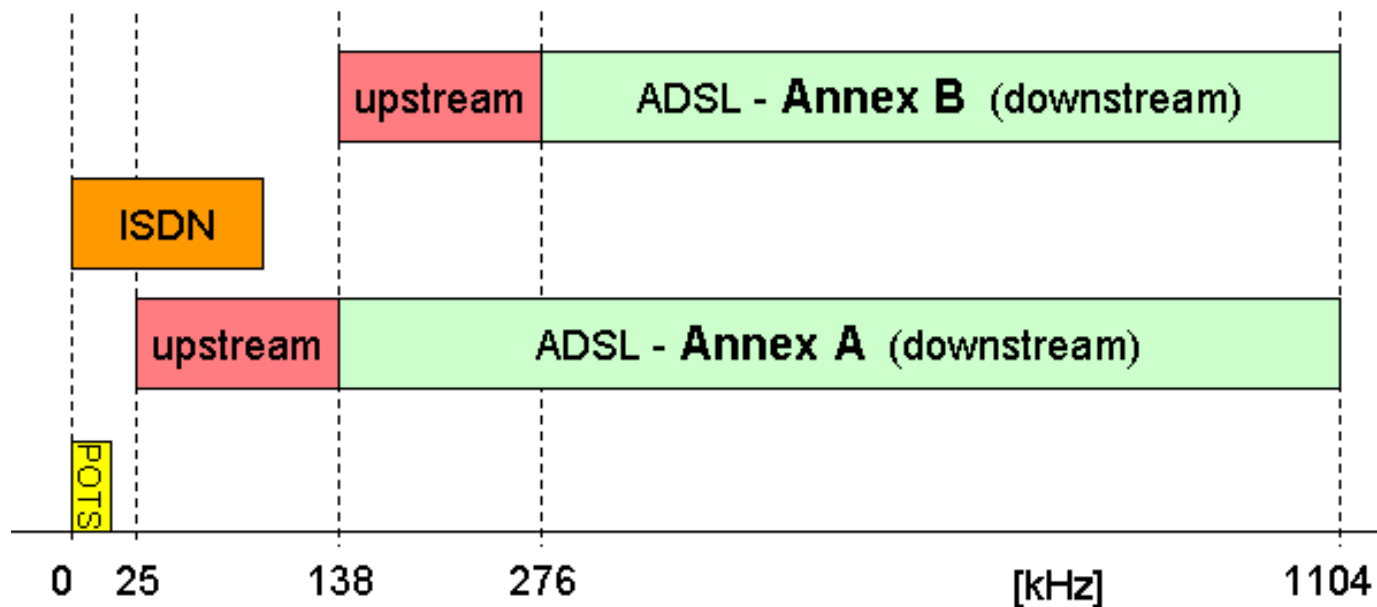 upstream ADSL - Annex B (downstream)
ISDN
upstream ADSL - Annex A (downstream)
POTS
0 25 138 276 [kHz] 1104